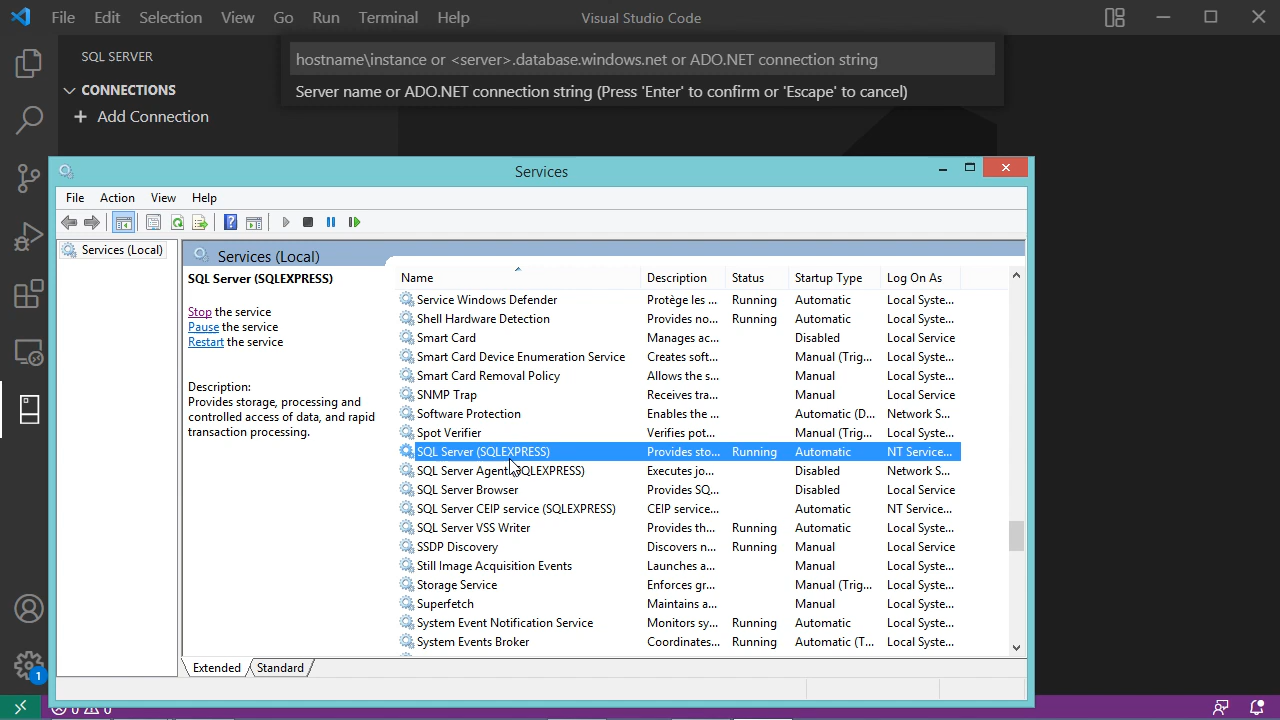 File Edit Selection View Go Run Terminal Help Visual Studio Code
SQL SERVER
hostname\instance or <server>.database.windows.net or ADO.NET connection string
Server name or ADO.NET connection string (Press 'Enter' to confirm or 'Escape' to cancel)
CONNECTIONS
+ Add Connection
Services
File Action View Help
Services (Local)
Services (Local)
SQL Server (SQLEXPRESS)
Stop the service
Pause the service
Restart the service
Description:
Provides storage, processing and
controlled access of data, and rapid
transaction processing.
Name Description Status Startup Type Log On As
Service Windows Defender Protège les ... Running Automatic Local Syste...
Shell Hardware Detection Provides no... Running Automatic Local Syste...
Smart Card Manages ac... Disabled Local Service
Smart Card Device Enumeration Service Creates soft... Manual (Trig... Local Syste...
Smart Card Removal Policy Allows the s... Manual Local Syste...
SNMP Trap Receives tra... Manual Local Service
Software Protection Enables the ... Automatic (D... Network S...
Spot Verifier Verifies pot... Manual (Trig... Local Syste...
SQL Server (SQLEXPRESS) Provides sto... Running Automatic NT Service...
SQL Server Agent (SQLEXPRESS) Executes jo... Disabled Network S...
SQL Server Browser Provides SQ... Disabled Local Service
SQL Server CEIP service (SQLEXPRESS) CEIP service... Automatic NT Service...
SQL Server VSS Writer Provides th... Running Automatic Local Syste...
SSDP Discovery Discovers n... Running Manual Local Service
Still Image Acquisition Events Launches a... Manual Local Syste...
Storage Service Enforces gr... Manual (Trig... Local Syste...
Superfetch Maintains a... Manual Local Syste...
System Event Notification Service Monitors sy... Running Automatic Local Syste...
System Events Broker Coordinates... Running Automatic (T... Local Syste...
Extended Standard
1
0 0